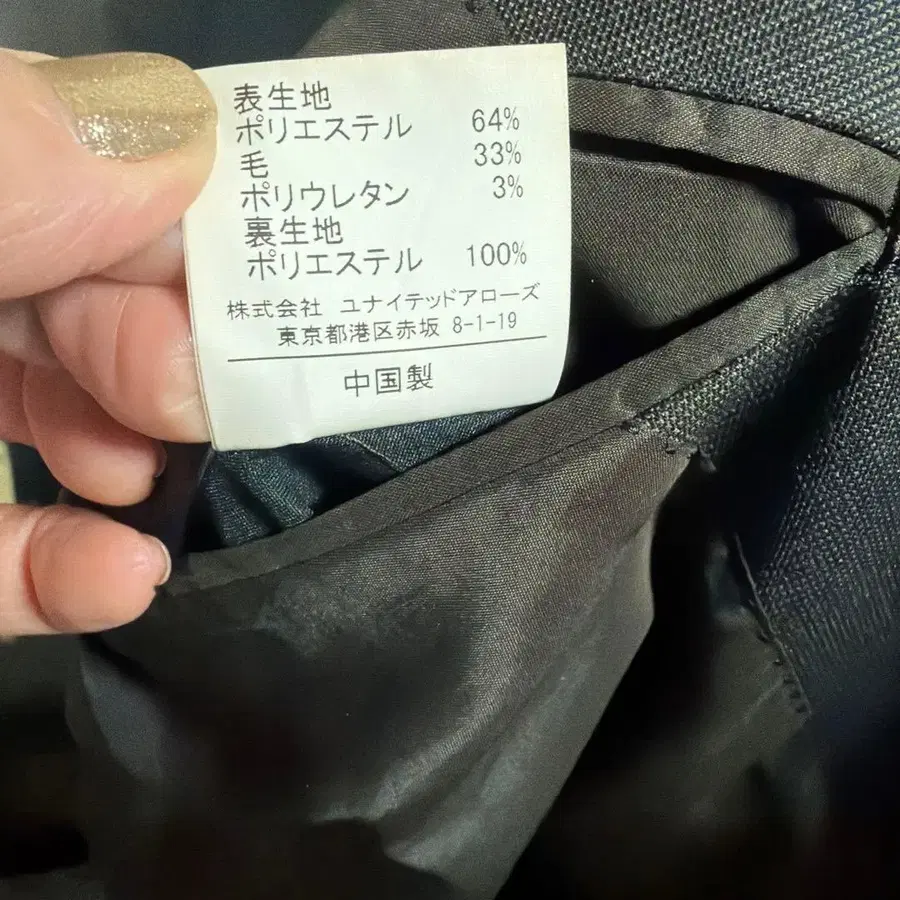 表生地
ポリエステル 64%
毛 33%
ポリウレタン 3%
裏生地
ポリエステル 100%
株式会社 ユナイテッドアローズ
東京都港区赤坂 8-1-19
中国製